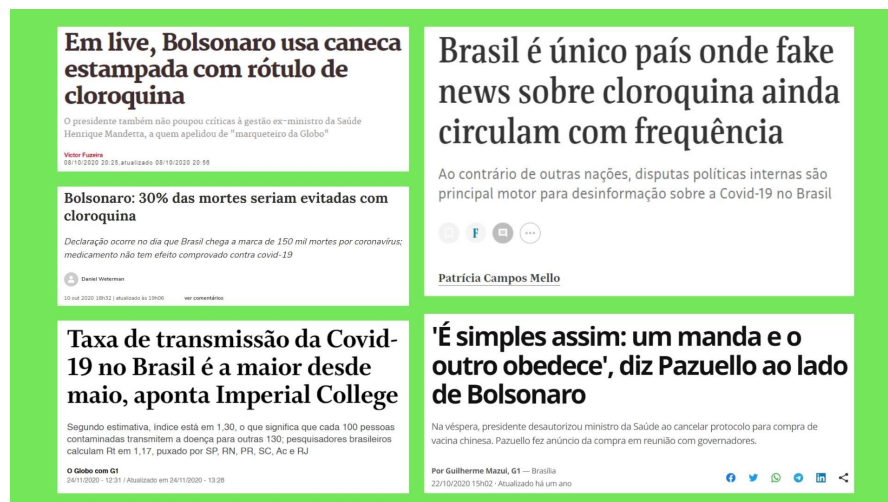 Em live, Bolsonaro usa caneca
estampada com rótulo de
cloroquina
O presidente também não poupou críticas à gestão ex-ministro da Saúde
Henrique Mandetta, a quem apelidou de "marqueteiro da Globo"
Victor Fuzeira
08/10/2020 20:25,atualizado 08/10/2020 20:56
Bolsonaro: 30% das mortes seriam evitadas com
cloroquina
Declaração ocorre no dia que Brasil chega a marca de 150 mil mortes por coronavírus;
medicamento não tem efeito comprovado contra covid-19
Daniel Weterman
10 out 2020 18h52 | atualizado às 19h06 ver comentários
Taxa de transmissão da Covid-
19 no Brasil é a maior desde
maio, aponta Imperial College
Segundo estimativa, índice está em 1,30, o que significa que cada 100 pessoas
contaminadas transmitem a doença para outras 130; pesquisadores brasileiros
calculam Rt em 1,17, puxado por SP, RN, PR, SC, Ac e RJ
O Globo com G1
24/11/2020 - 12:31 / Atualizado em 24/11/2020 - 13:28
Brasil é único país onde fake
news sobre cloroquina ainda
circulam com frequência
Ao contrário de outras nações, disputas políticas internas são
principal motor para desinformação sobre a Covid-19 no Brasil
F
Patrícia Campos Mello
'É simples assim: um manda e o
outro obedece', diz Pazuello ao lado
de Bolsonaro
Na véspera, presidente desautorizou ministro da Saúde ao cancelar protocolo para compra de
vacina chinesa. Pazuello fez anúncio da compra em reunião com governadores.
Por Guilherme Mazui, G1 — Brasília
22/10/2020 15h02 · Atualizado há um ano